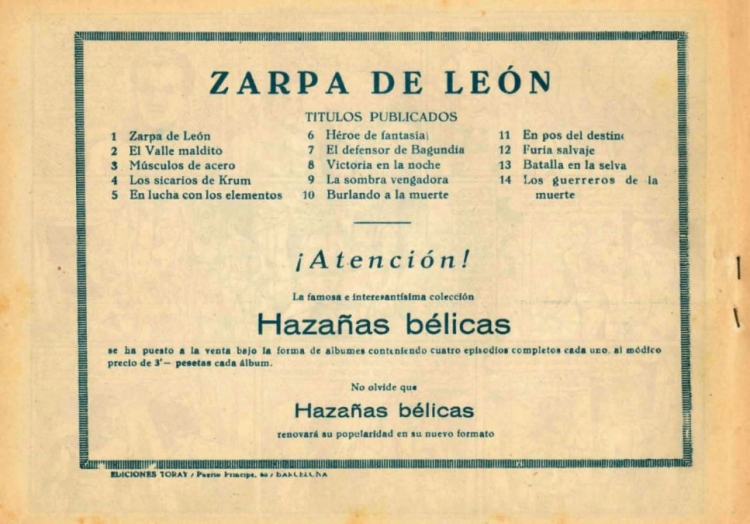 ZARPA DE LEÓN
TITULOS PUBLICADOS
1 Zarpa de León
2 El Valle maldito
3 Músculos de acero
4 Los sicarios de Krum
5 En lucha con los elementos
6 Héroe de fantasía
7 El defensor de Bagundia
8 Victoria en la noche
9 La sombra vengadora
10 Burlando a la muerte
11 En pos del destino
12 Furia salvaje
13 Batalla en la selva
14 Los guerreros de la
muerte
¡Atención!
La famosa e interesantísima colección
Hazañas bélicas
se ha puesto a la venta bajo la forma de álbumes conteniendo cuatro episodios completos cada uno, al módico
precio de 3'— pesetas cada álbum.
No olvide que
Hazañas bélicas
renovará su popularidad en su nuevo formato
EDICIONES TORAY / Puerto Príncipe, / BARCELONA